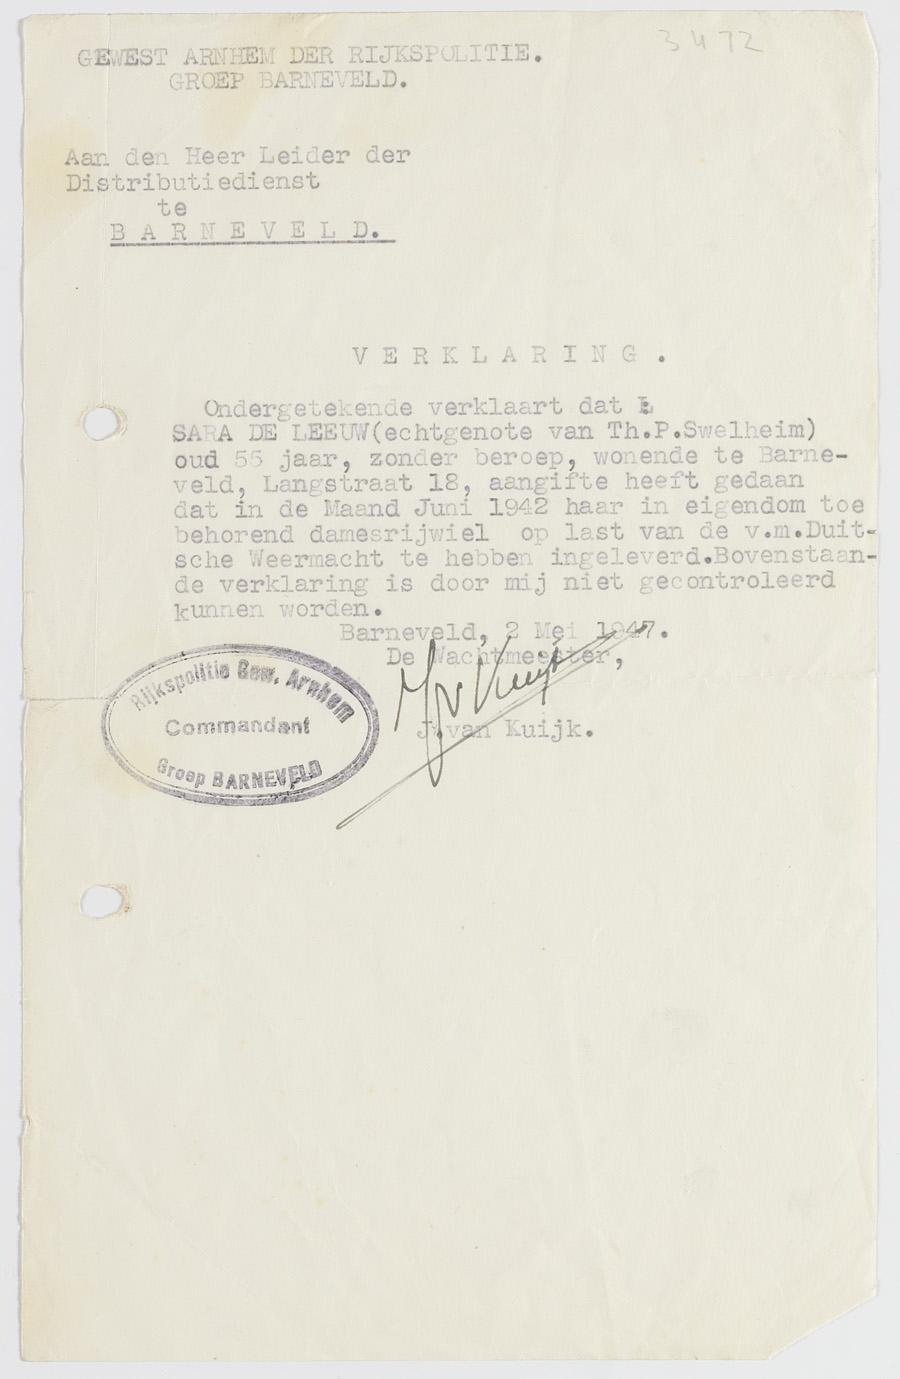 3472
GEWEST ARNHEM DER RIJKSPOLITIE.
GROEP BARNEVELD.
Aan den Heer Leider der
Distributiedienst
te
B A R N E V E L D.
V E R K L A R I N G .
Ondergetekende verklaart dat
SARA DE LEEUW(echtgenote van Th.P.Swelheim)
oud 55 jaar, zonder beroep, wonende te Barne-
veld, Langstraat 18, aangifte heeft gedaan
dat in de Maand Juni 1942 haar in eigendom toe
behorend damesrijwiel op last van de v.m.Duit-
sche Weermacht te hebben ingeleverd.Bovenstaan-
de verklaring is door mij niet gecontroleerd
kunnen worden.
Barneveld, 2 Mei 1947.
De Wachtmeester,
JvKuijk
J.van Kuijk.
Rijkspolitie Gew. Arnhem
Commandant
Groep BARNEVELD